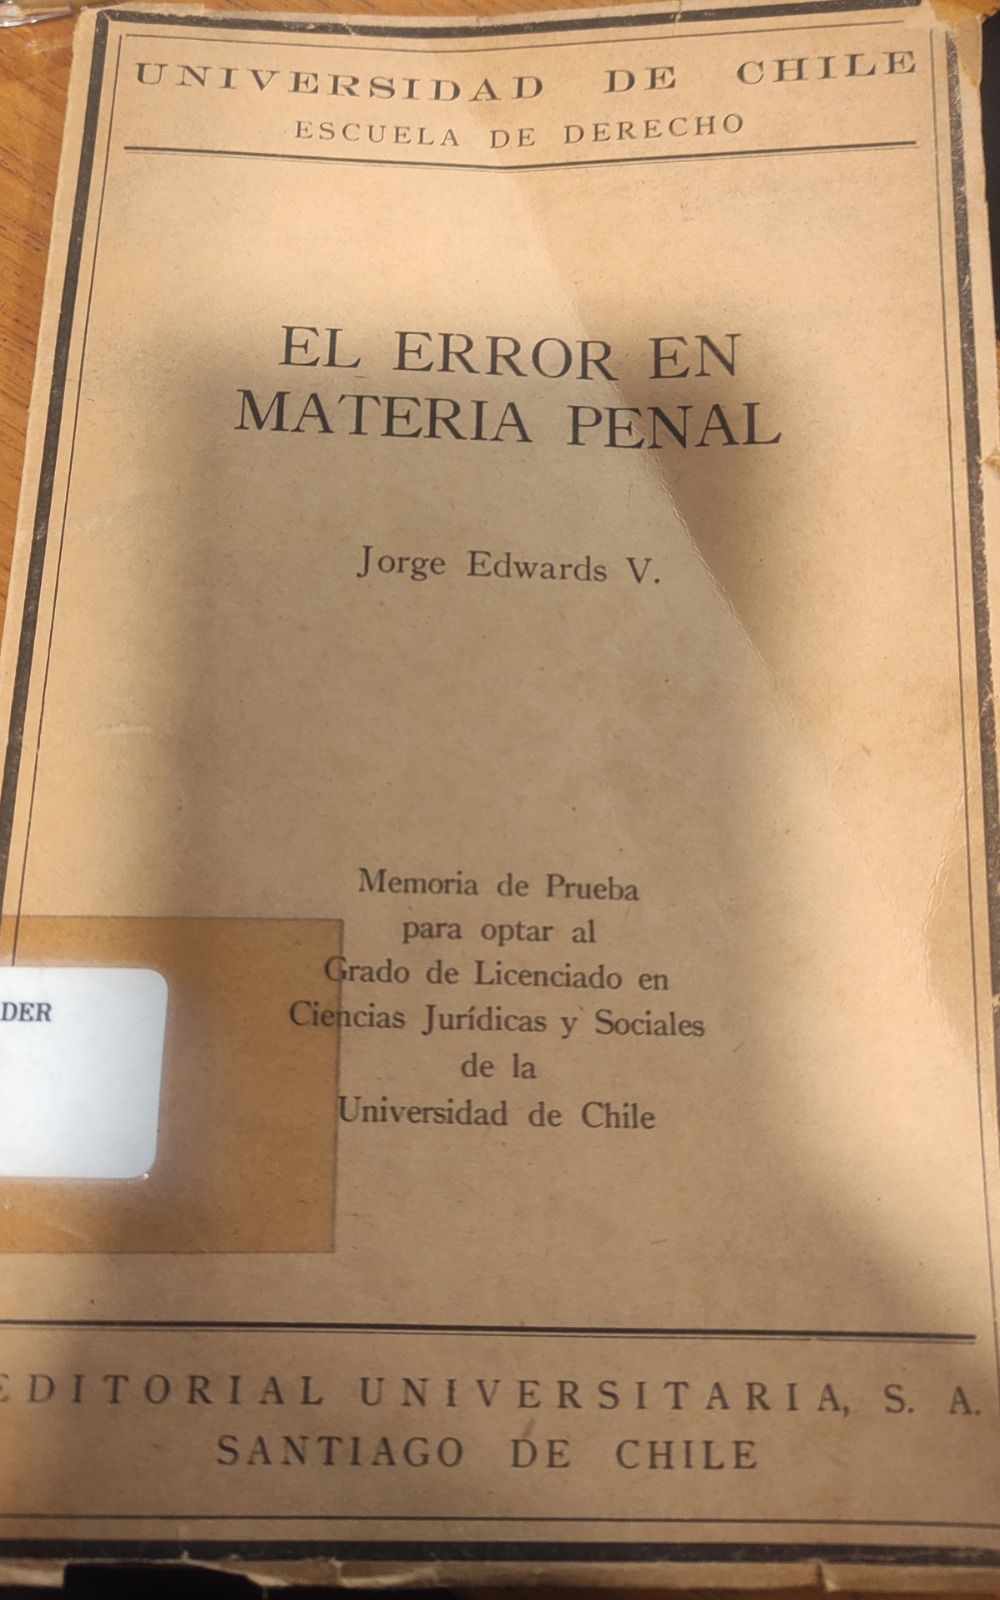 UNIVERSIDAD DE CHILE
ESCUELA DE DERECHO
EL ERROR EN
MATERIA PENAL
Jorge Edwards V.
Memoria de Prueba
para optar al
Grado de Licenciado en
Ciencias Jurídicas y Sociales
de la
Universidad de Chile
DER
EDITORIAL UNIVERSITARIA, S. A.
SANTIAGO DE CHILE